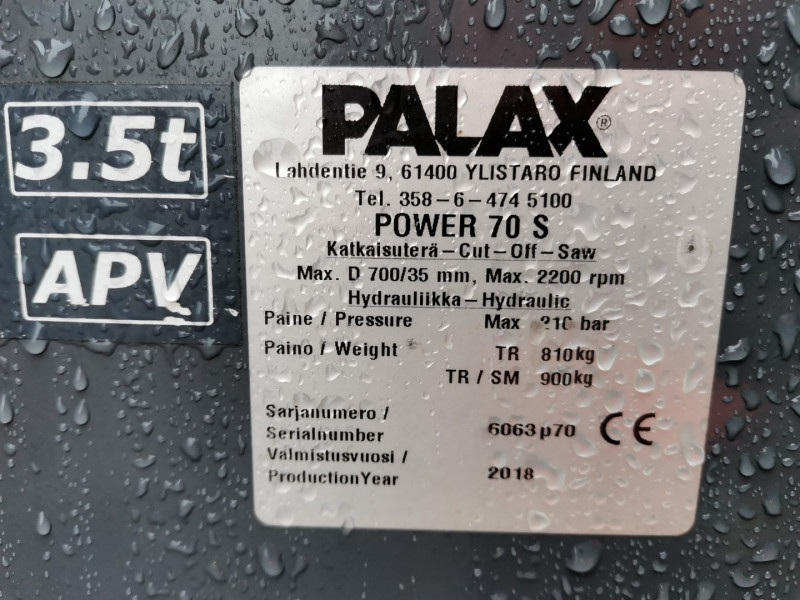 3.5t
APV
PALAX®
Lahdentie 9, 61400 YLISTARO FINLAND
Tel. 358-6-474 5100
POWER 70 S
Katkaisuterä-Cut-Off-Saw
Max. D 700/35 mm, Max. 2200 rpm
Hydrauliikka-Hydraulic
Paine / Pressure Max 210 bar
Paino / Weight TR 810kg
TR / SM 900kg
Sarjanumero /
Serialnumber 6063p70 CE
Valmistusvuosi /
ProductionYear 2018